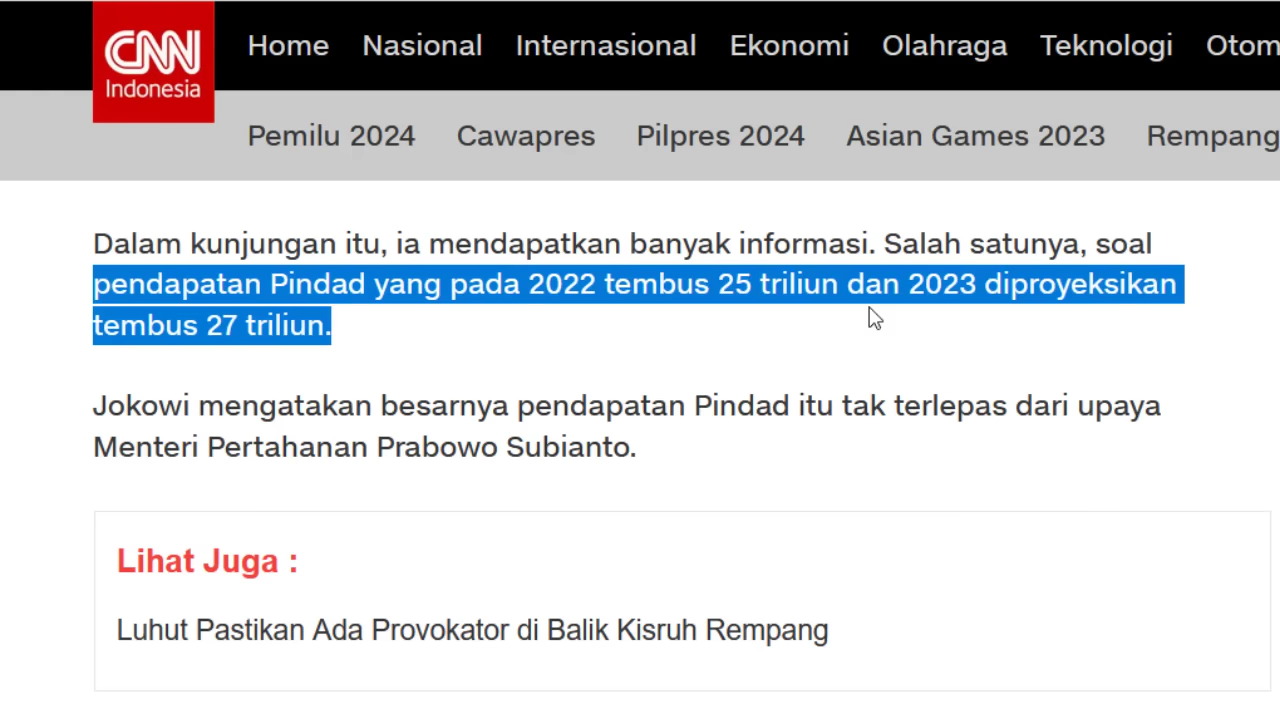 CNN
Indonesia
Home Nasional Internasional Ekonomi Olahraga Teknologi Otom
Pemilu 2024 Cawapres Pilpres 2024 Asian Games 2023 Rempang
Dalam kunjungan itu, ia mendapatkan banyak informasi. Salah satunya, soal
pendapatan Pindad yang pada 2022 tembus 25 triliun dan 2023 diproyeksikan
tembus 27 triliun.
Jokowi mengatakan besarnya pendapatan Pindad itu tak terlepas dari upaya
Menteri Pertahanan Prabowo Subianto.
Lihat Juga :
Luhut Pastikan Ada Provokator di Balik Kisruh Rempang